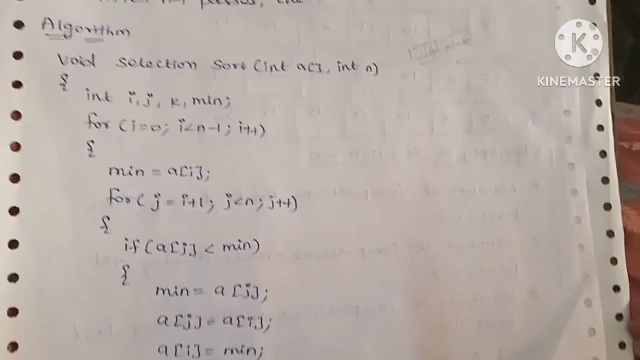 Algorithm
Void selection sort (int a[], int n)
{
int i, j, k, min;
for (i=0; i<n-1; i++)
{
min = a[i];
for (j = i+1; j<n; j++)
{
if (a[j] < min)
{
min = a[j];
a[j] = a[i];
a[i] = min;
KINEMASTER